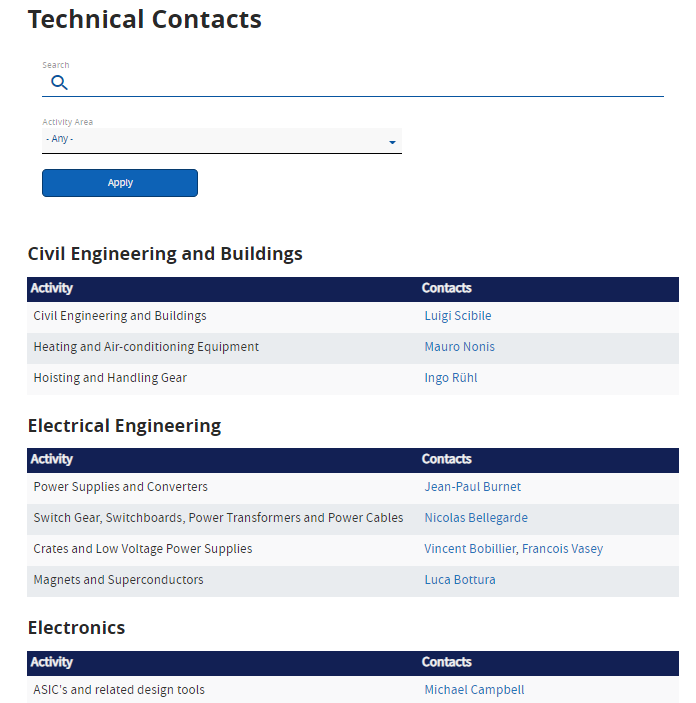 Technical Contacts
Search
Activity Area
- Any -
Apply
Civil Engineering and Buildings
Activity Contacts
Civil Engineering and Buildings Luigi Scibile
Heating and Air-conditioning Equipment Mauro Nonis
Hoisting and Handling Gear Ingo Rühl
Electrical Engineering
Activity Contacts
Power Supplies and Converters Jean-Paul Burnet
Switch Gear, Switchboards, Power Transformers and Power Cables Nicolas Bellegarde
Crates and Low Voltage Power Supplies Vincent Bobillier, Francois Vasey
Magnets and Superconductors Luca Bottura
Electronics
Activity Contacts
ASIC's and related design tools Michael Campbell